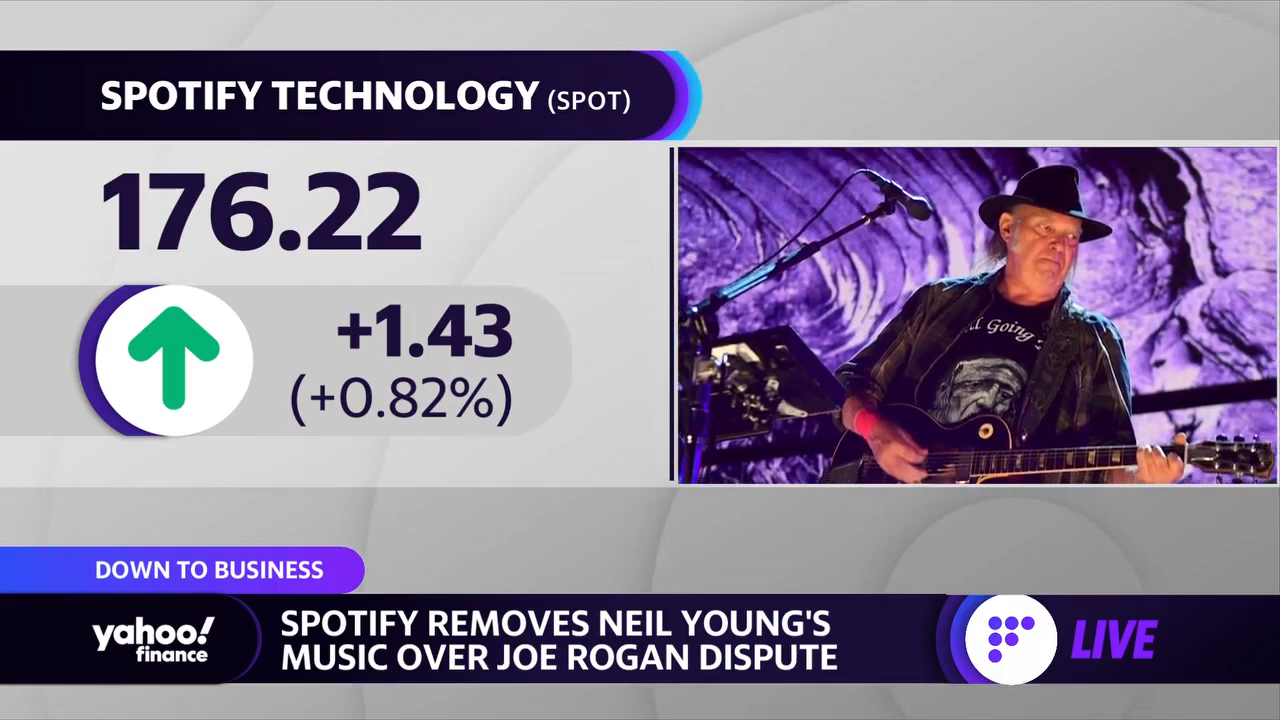 SPOTIFY TECHNOLOGY (SPOT)
176.22
+1.43
(+0.82%)
Going
DOWN TO BUSINESS
yahoo!
finance
SPOTIFY REMOVES NEIL YOUNG'S
MUSIC OVER JOE ROGAN DISPUTE
LIVE